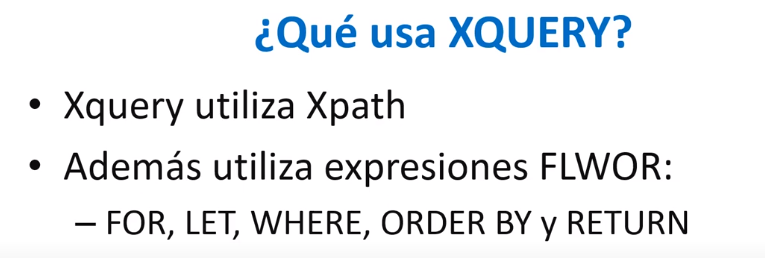 ¿Qué usa XQUERY?
• Xquery utiliza Xpath
• Además utiliza expresiones FLWOR:
– FOR, LET, WHERE, ORDER BY y RETURN